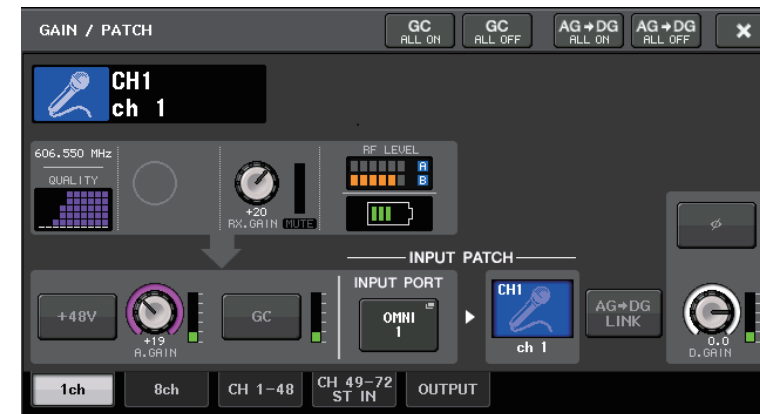 GAIN / PATCH
GC ALL ON
GC ALL OFF
AG➔DG ALL ON
AG➔DG ALL OFF
CH1
ch 1
606.550 MHz
QUALITY
+20
RX.GAIN MUTE
RF LEVEL
A
B
INPUT PATCH
+48V
+19
A.GAIN
GC
INPUT PORT
OMNI
1
CH1
ch 1
AG➔DG
LINK
ø
0.0
D.GAIN
1ch
8ch
CH 1-48
CH 49-72
ST IN
OUTPUT